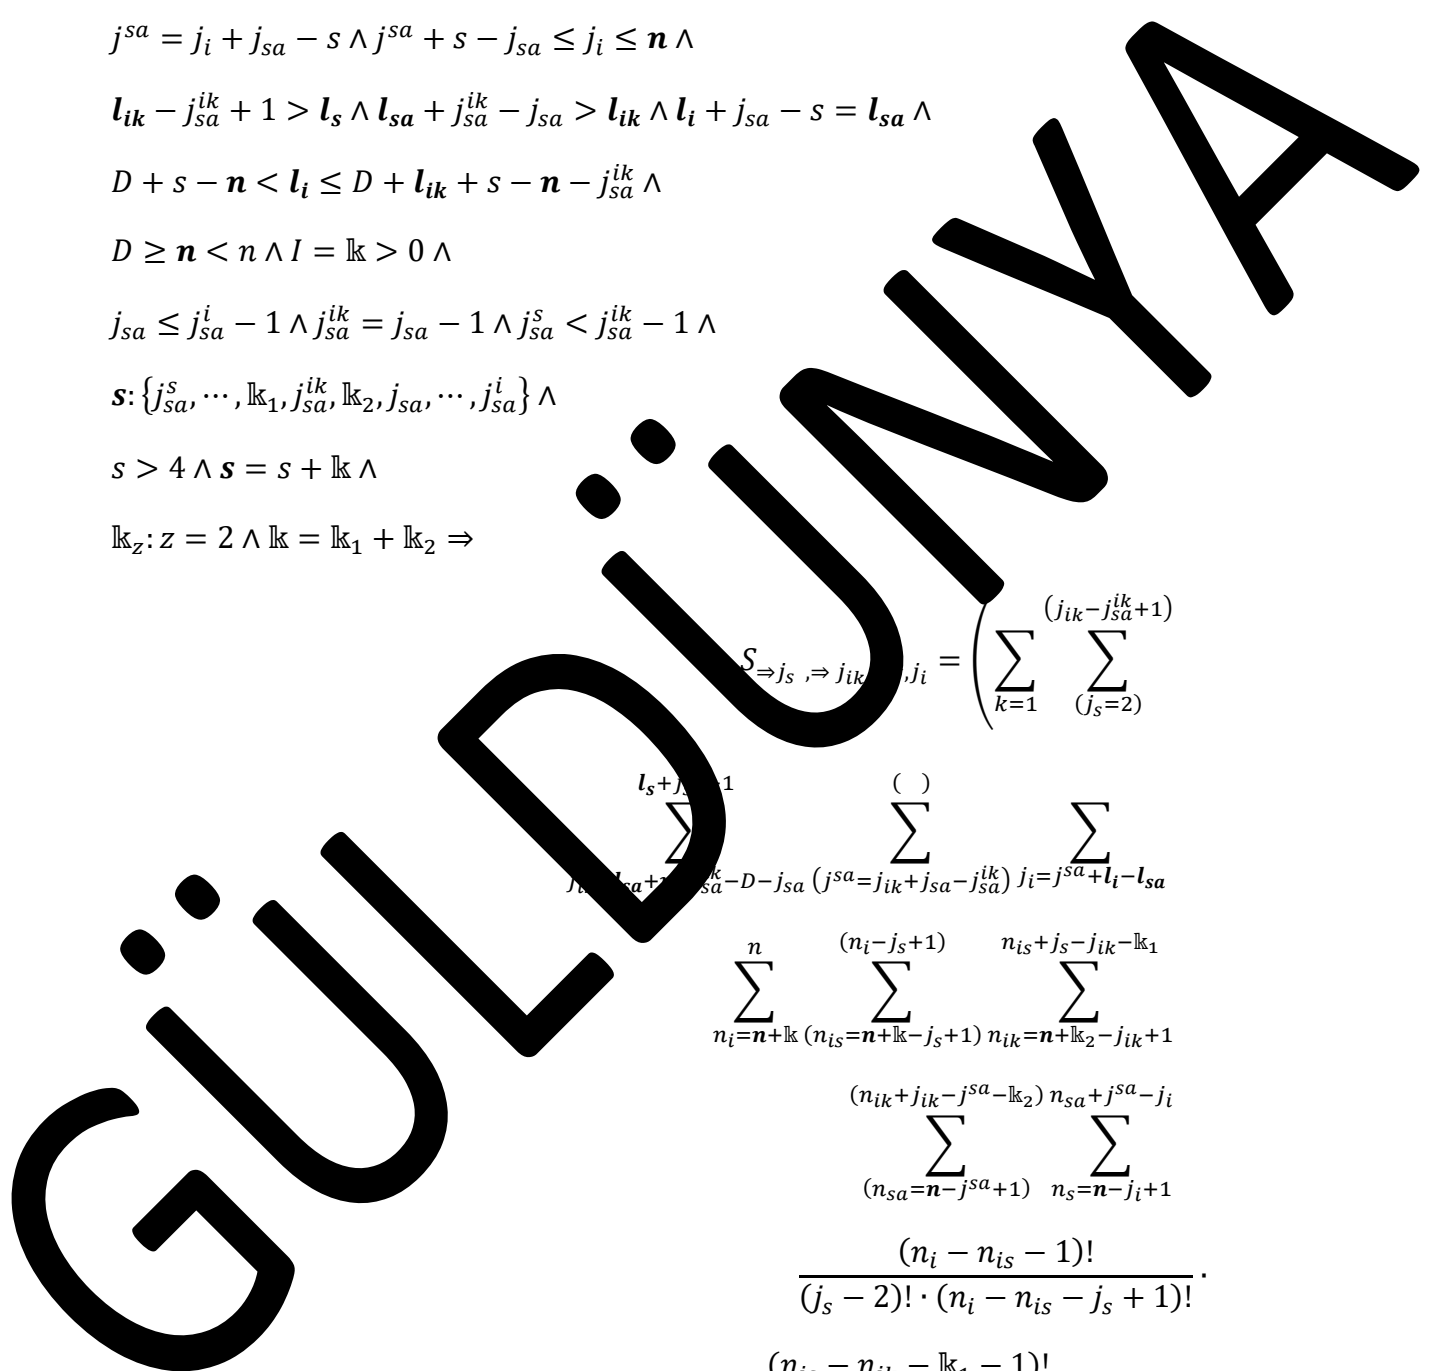 j^{sa} = j_i + j_{sa} − s ∧ j^{sa} + s − j_{sa} ≤ j_i ≤ 𝒏 ∧
𝒍_{ik} − j_{sa}^{ik} + 1 > 𝒍_s ∧ 𝒍_{sa} + j_{sa}^{ik} − j_{sa} > 𝒍_{ik} ∧ 𝒍_i + j_{sa} − s = 𝒍_{sa} ∧
D + s − 𝒏 < 𝒍_i ≤ D + 𝒍_{ik} + s − 𝒏 − j_{sa}^{ik} ∧
D ≥ 𝒏 < n ∧ I = 𝕜 > 0 ∧
j_{sa} ≤ j_{sa}^{i} − 1 ∧ j_{sa}^{ik} = j_{sa} − 1 ∧ j_{sa}^{s} < j_{sa}^{ik} − 1 ∧
𝒔: {j_{sa}^{s}, ⋯ , 𝕜_1, j_{sa}^{ik}, 𝕜_2, j_{sa}, ⋯ , j_{sa}^{i}} ∧
s > 4 ∧ 𝒔 = s + 𝕜 ∧
𝕜_z: z = 2 ∧ 𝕜 = 𝕜_1 + 𝕜_2 ⇒
S_{⇒j_s ,⇒ j_{ik} ,j_i} = ( ∑_{k=1} ∑_{(j_s=2)}^{(j_{ik}−j_{sa}^{ik}+1)}
∑ ∑_{(j^{sa}=j_{ik}+j_{sa}−j_{sa}^{ik})}^{( )} ∑_{j_i=j^{sa}+𝒍_i−𝒍_{sa}}
∑_{n_i=𝒏+𝕜}^{n} ∑_{(n_{is}=𝒏+𝕜−j_s+1)}^{(n_i−j_s+1)} ∑_{n_{ik}=𝒏+𝕜_2−j_{ik}+1}^{n_{is}+j_s−j_{ik}−𝕜_1}
∑_{(n_{sa}=𝒏−j^{sa}+1)}^{(n_{ik}+j_{ik}−j^{sa}−𝕜_2)} ∑_{n_s=𝒏−j_i+1}^{n_{sa}+j^{sa}−j_i}
(n_i − n_{is} − 1)!
(j_s − 2)! · (n_i − n_{is} − j_s + 1)! ·
(n_{is} − n_{ik} − 𝕜_1 − 1)!
GÜLDÜNYA